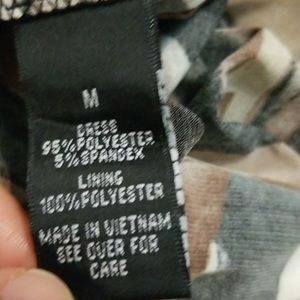 M
DRESS
95% POLYESTER
5% SPANDEX
LINING
100% POLYESTER
MADE IN VIETNAM
SEE OVER FOR
CARE